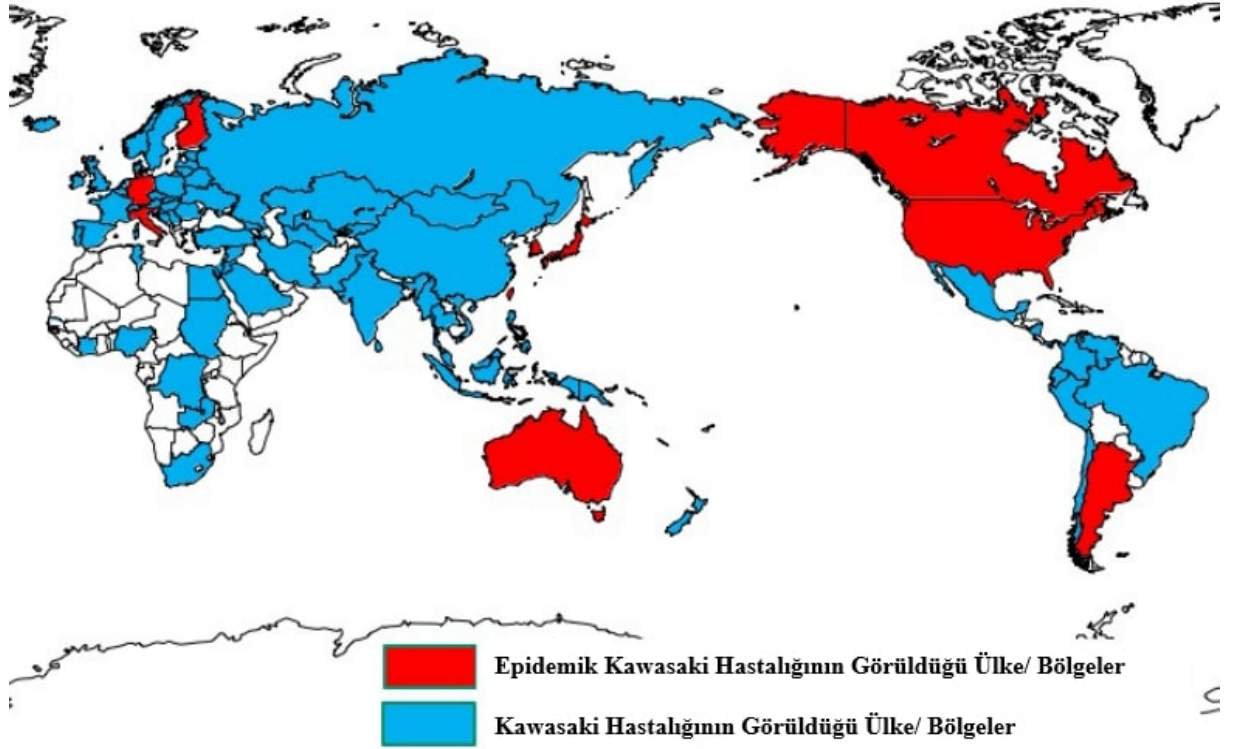 Epidemik Kawasaki Hastalığının Görüldüğü Ülke/ Bölgeler
Kawasaki Hastalığının Görüldüğü Ülke/ Bölgeler